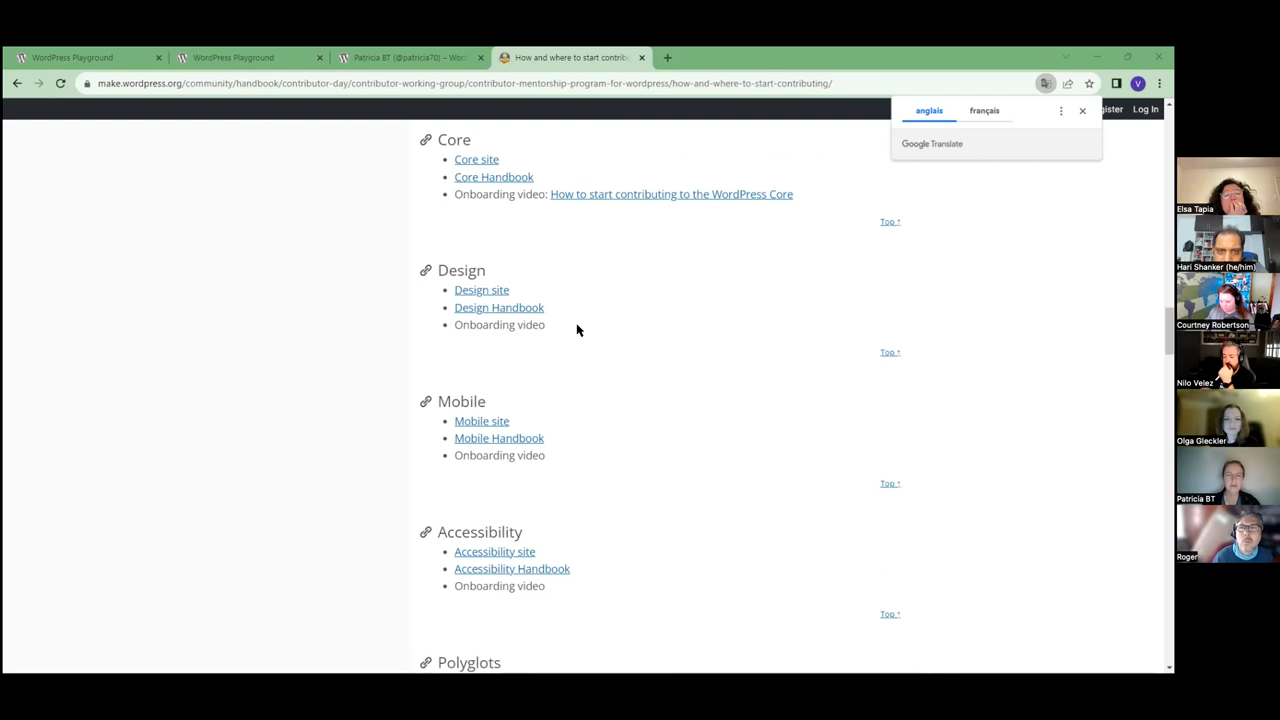 WordPress Playground
WordPress Playground
Patricia BT (@patricia70) – Wor
How and where to start contribu
make.wordpress.org/community/handbook/contributor-day/contributor-working-group/contributor-mentorship-program-for-wordpress/how-and-where-to-start-contributing/
V
anglais
français
Google Translate
gister
Log In
Core
Core site
Core Handbook
Onboarding video: How to start contributing to the WordPress Core
Top ↑
Design
Design site
Design Handbook
Onboarding video
Top ↑
Mobile
Mobile site
Mobile Handbook
Onboarding video
Top ↑
Accessibility
Accessibility site
Accessibility Handbook
Onboarding video
Top ↑
Polyglots
Elsa Tapia
Hari Shanker (he/him)
Courtney Robertson
Nilo Velez
Olga Gleckler
Patricia BT
Roger